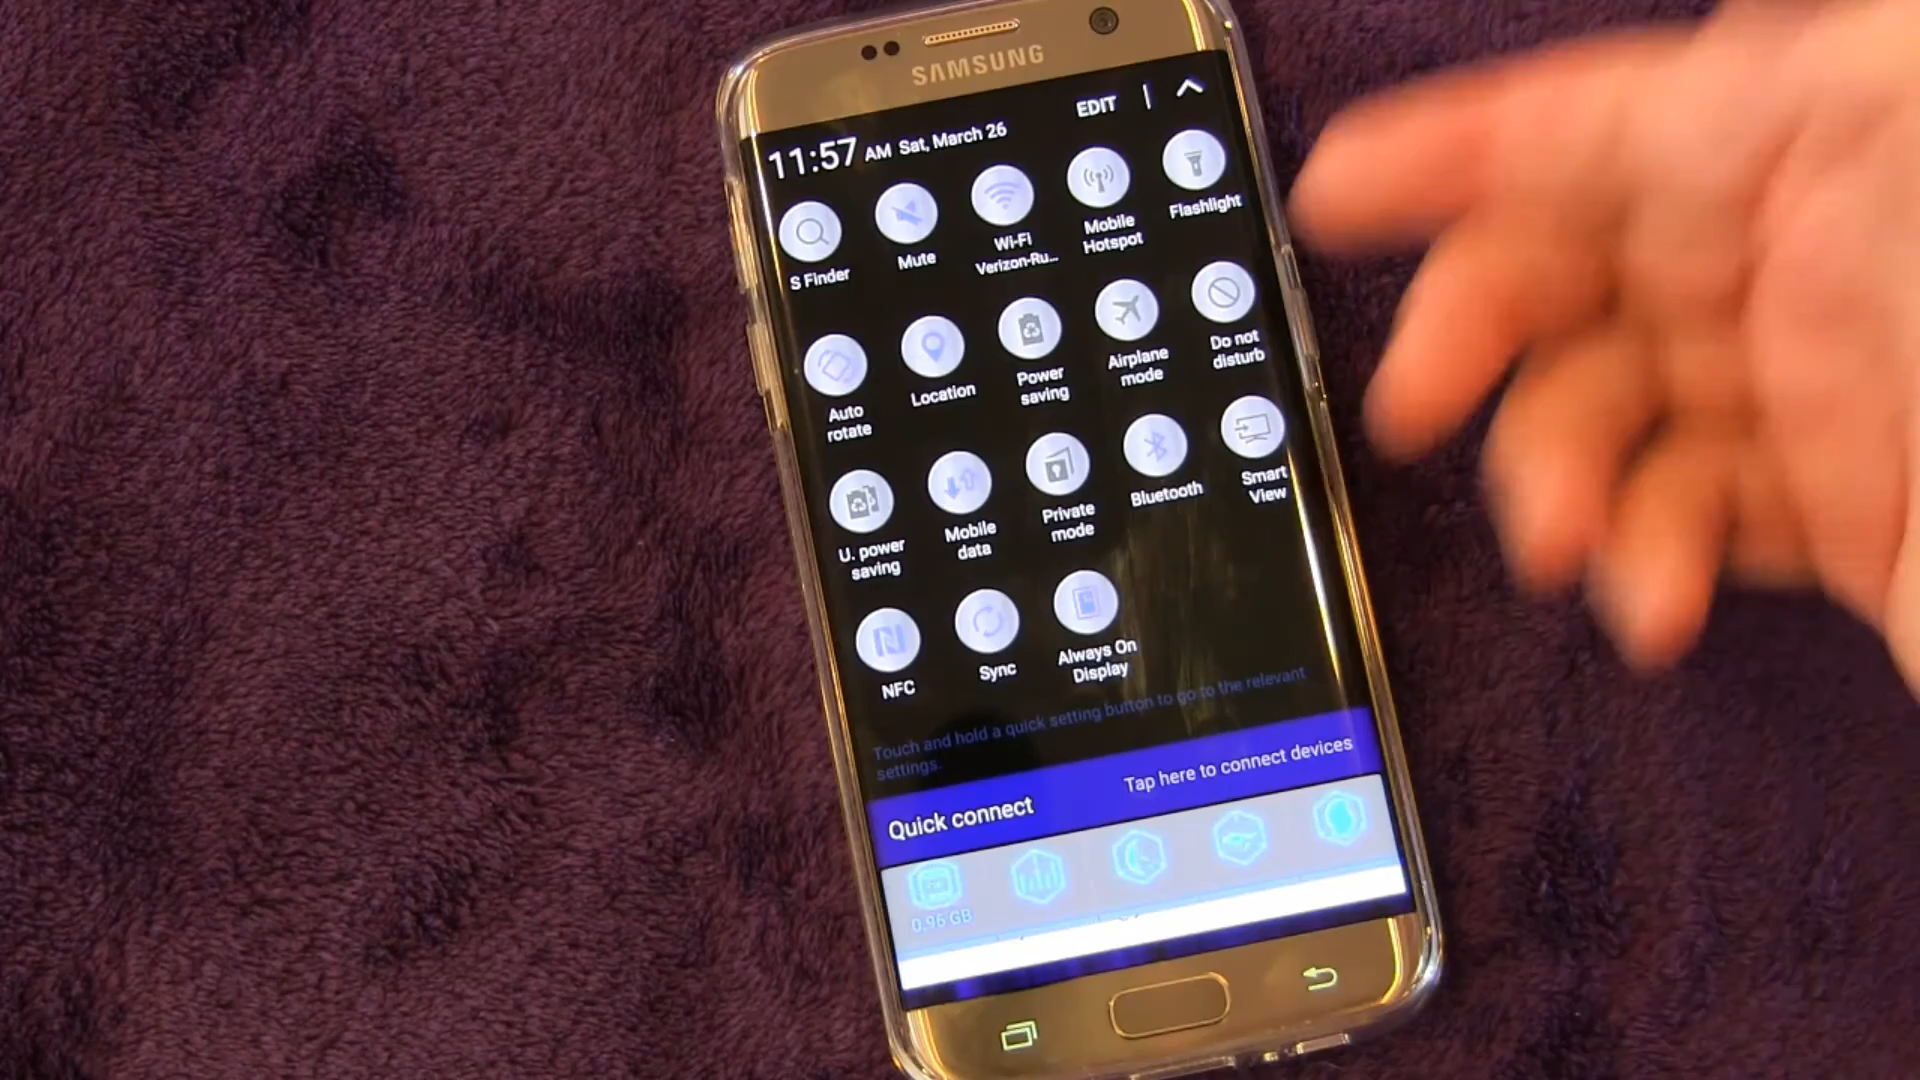 SAMSUNG
EDIT
11:57 AM Sat, March 26
S Finder
Mute
Wi-Fi
Verizon-Ru...
Mobile
Hotspot
Flashlight
Auto
rotate
Location
Power
saving
Airplane
mode
Do not
disturb
U. power
saving
Mobile
data
Private
mode
Bluetooth
Smart
View
NFC
Sync
Always On
Display
Touch and hold a quick setting button to go to the relevant
settings.
Quick connect
Tap here to connect devices
0.96 GB